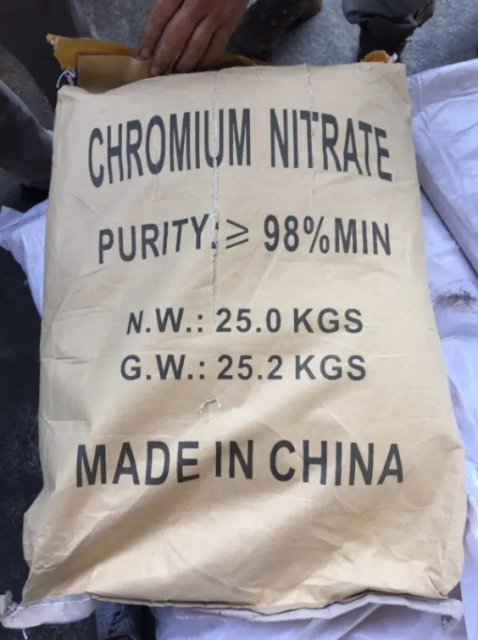 CHROMIUM NITRATE
PURITY:≥ 98%MIN
N.W.: 25.0 KGS
G.W.: 25.2 KGS
MADE IN CHINA